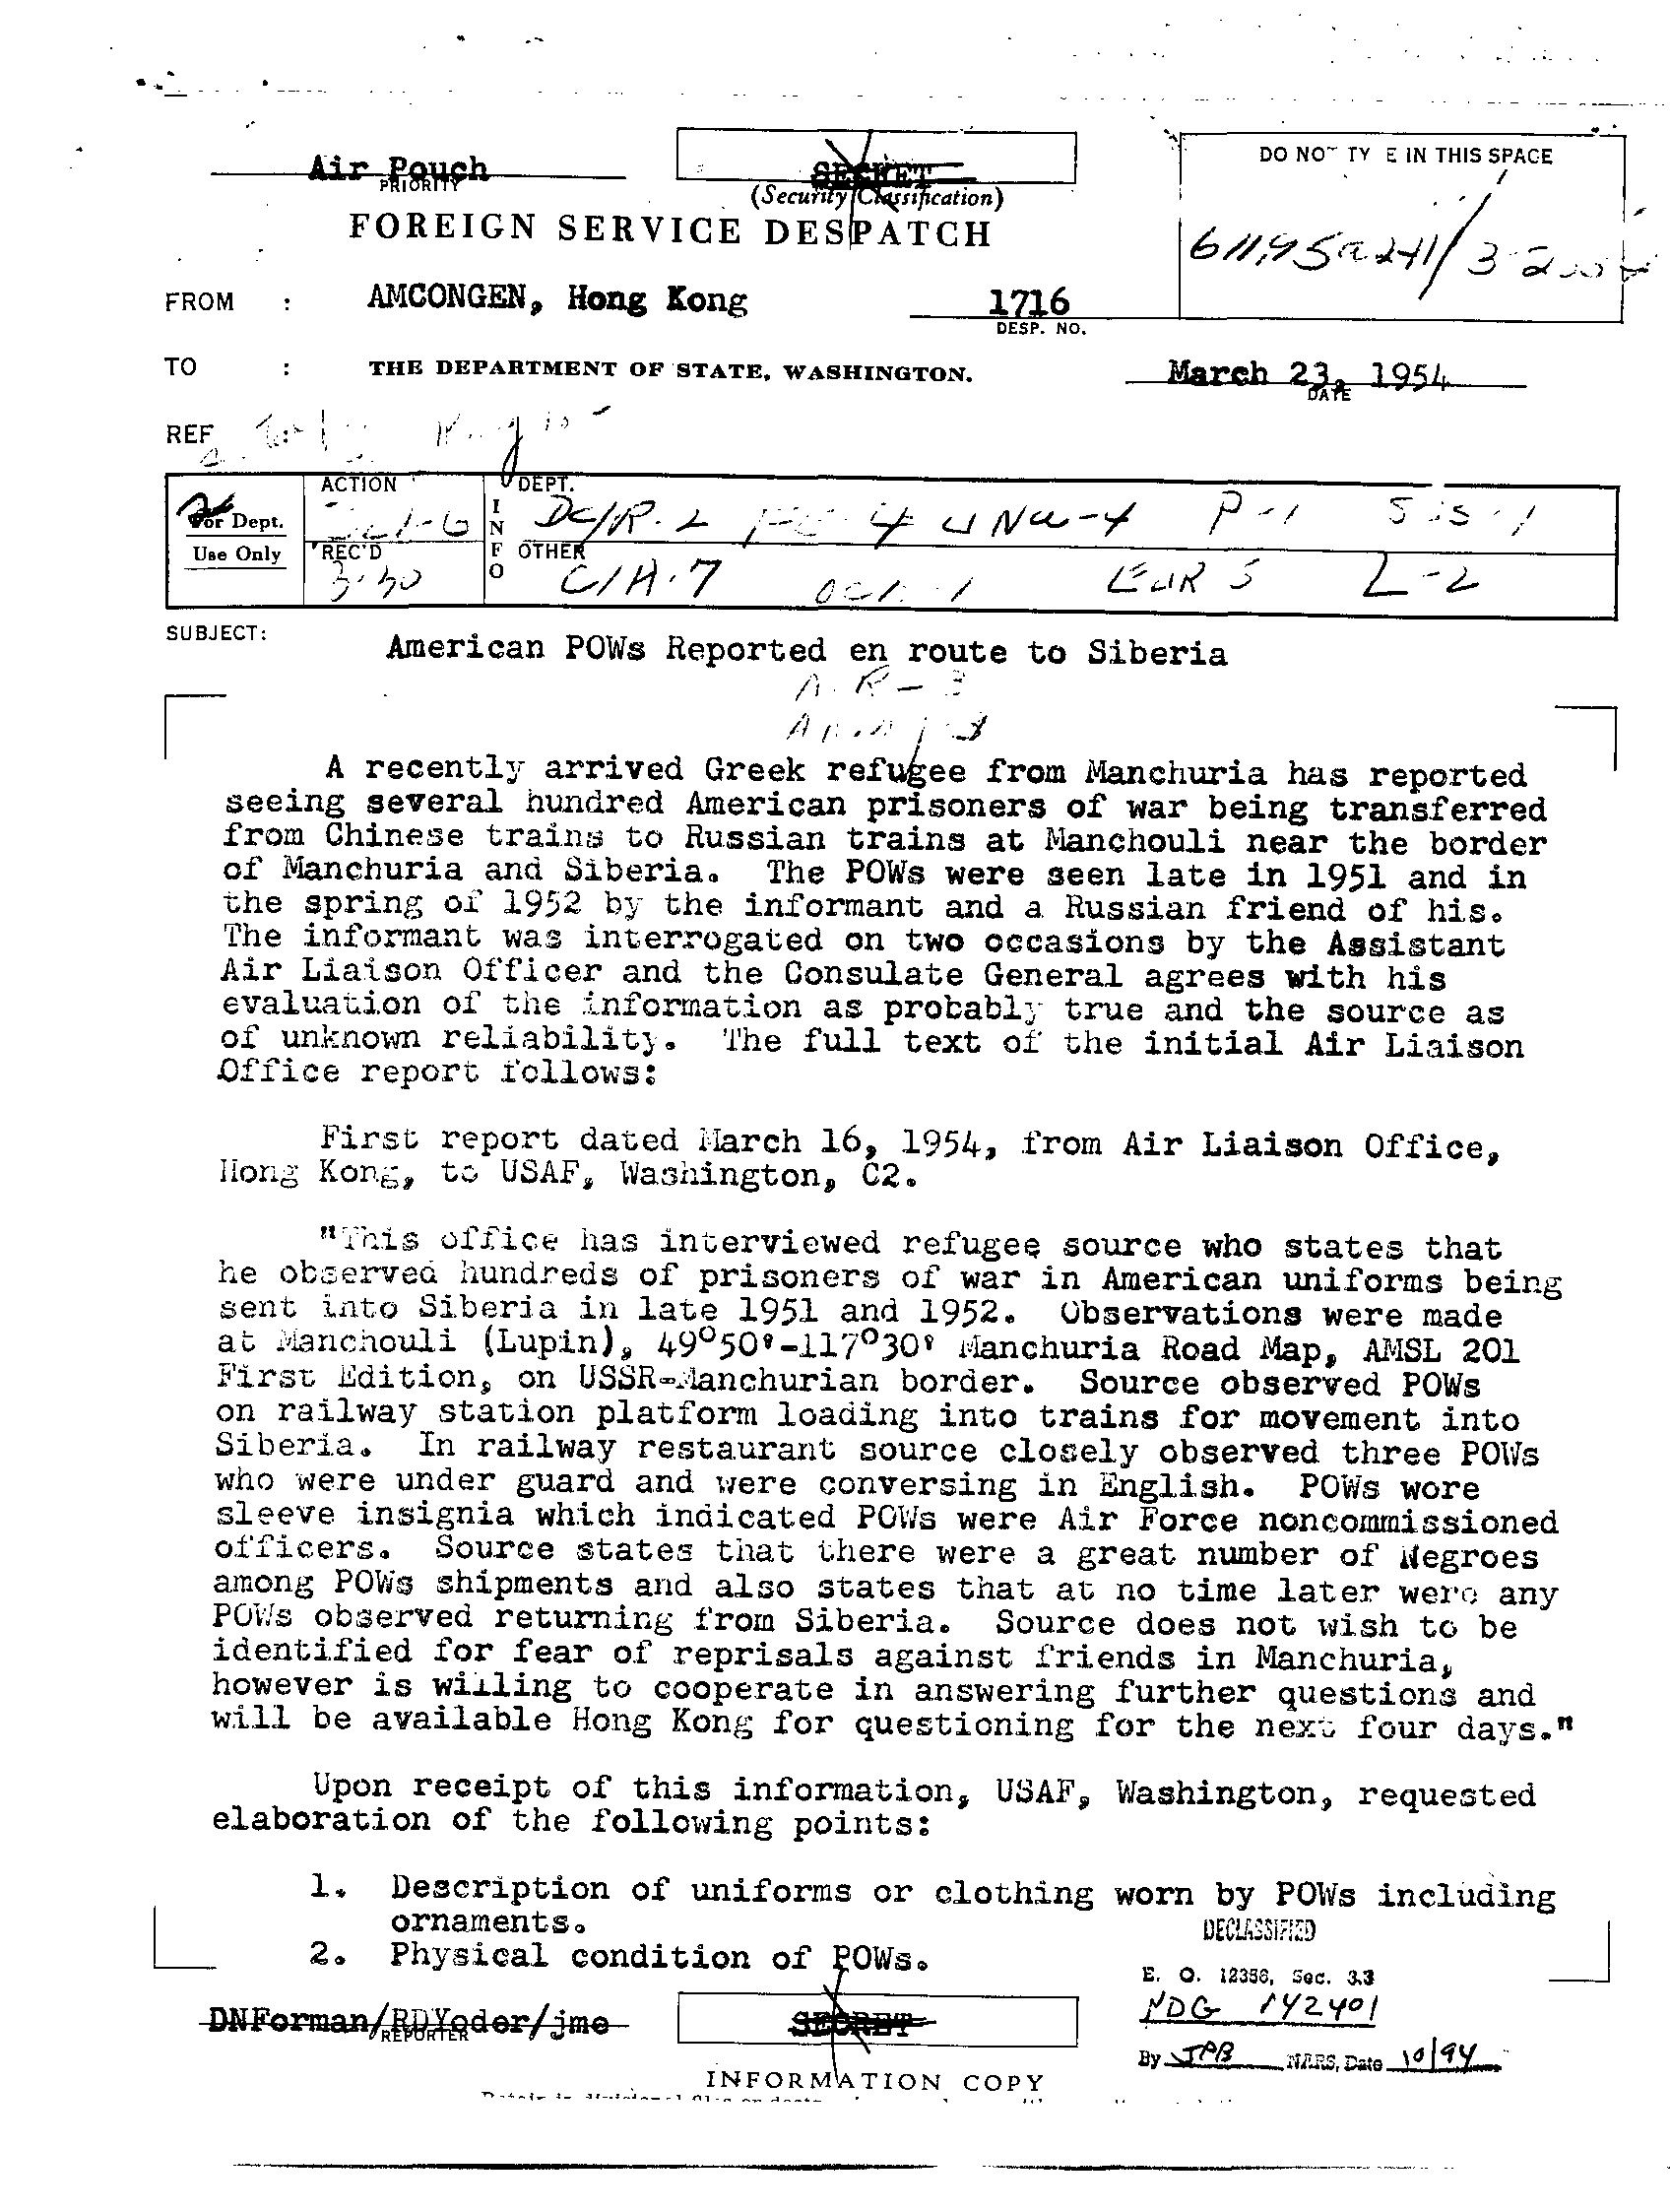 Air Pouch
PRIORITY
SECRET
(Security Classification)
DO NOT TYPE IN THIS SPACE
FOREIGN SERVICE DESPATCH
FROM : AMCONGEN, Hong Kong
1716
DESP. NO.
TO : THE DEPARTMENT OF STATE, WASHINGTON.
March 23, 1954
DATE
REF
For Dept.
Use Only
ACTION
REC'D
3-30
INFO
DEPT.
DC/R-2 4 UNA-4 P-1 S/S-1
OTHER
CIA-7 OCB-1 EUR 5 L-2
SUBJECT:
American POWs Reported en route to Siberia
A recently arrived Greek refugee from Manchuria has reported
seeing several hundred American prisoners of war being transferred
from Chinese trains to Russian trains at Manchouli near the border
of Manchuria and Siberia. The POWs were seen late in 1951 and in
the spring of 1952 by the informant and a Russian friend of his.
The informant was interrogated on two occasions by the Assistant
Air Liaison Officer and the Consulate General agrees with his
evaluation of the information as probably true and the source as
of unknown reliability. The full text of the initial Air Liaison
Office report follows:
First report dated March 16, 1954, from Air Liaison Office,
Hong Kong, to USAF, Washington, C2.
"This office has interviewed refugee source who states that
he observed hundreds of prisoners of war in American uniforms being
sent into Siberia in late 1951 and 1952. Observations were made
at Manchouli (Lupin), 49°50'-117°30' Manchuria Road Map, AMSL 201
First Edition, on USSR-Manchurian border. Source observed POWs
on railway station platform loading into trains for movement into
Siberia. In railway restaurant source closely observed three POWs
who were under guard and were conversing in English. POWs wore
sleeve insignia which indicated POWs were Air Force noncommissioned
officers. Source states that there were a great number of Negroes
among POWs shipments and also states that at no time later were any
POWs observed returning from Siberia. Source does not wish to be
identified for fear of reprisals against friends in Manchuria,
however is willing to cooperate in answering further questions and
will be available Hong Kong for questioning for the next four days."
Upon receipt of this information, USAF, Washington, requested
elaboration of the following points:
1. Description of uniforms or clothing worn by POWs including
ornaments.
2. Physical condition of POWs.
DECLASSIFIED
E. O. 12356, Sec. 3.3
NDG 142401
By JPB NARS, Date 10/94
DNForman/RDYoder/jme
REPORTER
SECRET
INFORMATION COPY